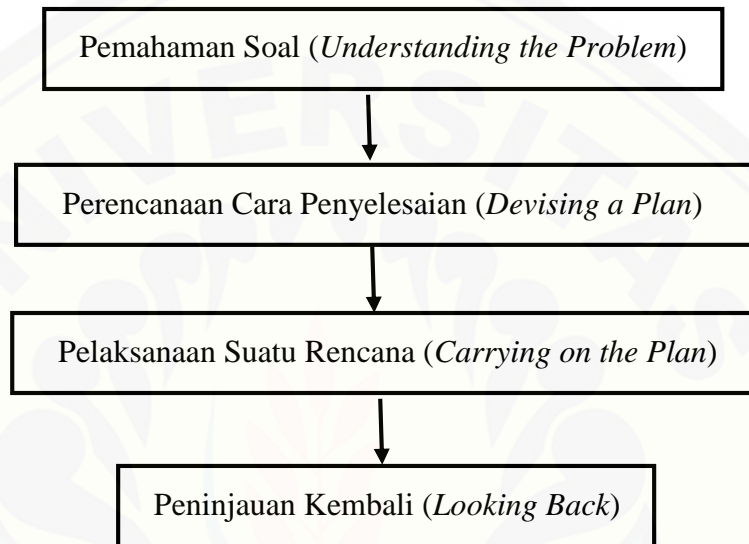 UNIVERSITAS
Pemahaman Soal (Understanding the Problem)
Perencanaan Cara Penyelesaian (Devising a Plan)
Pelaksanaan Suatu Rencana (Carrying on the Plan)
Peninjauan Kembali (Looking Back)